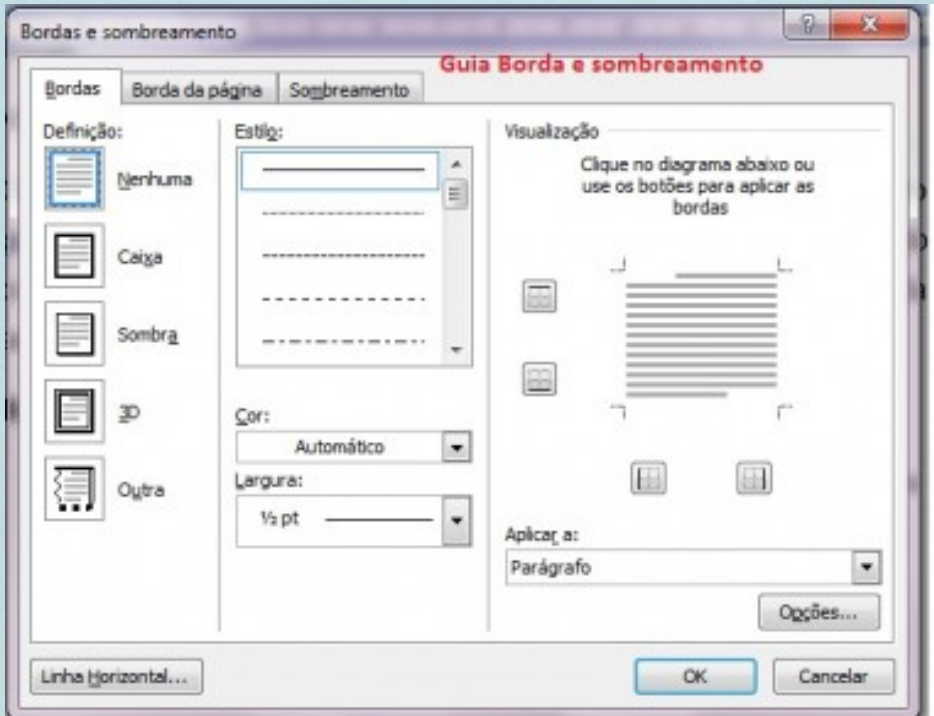 Bordas e sombreamento
Guia Borda e sombreamento
Bordas
Borda da página
Sombreamento
Definição:
Nenhuma
Caixa
Sombra
3D
Outra
Estilo:
Cor:
Automático
Largura:
½ pt
Visualização
Clique no diagrama abaixo ou
use os botões para aplicar as
bordas
Aplicar a:
Parágrafo
Opções...
Linha Horizontal...
OK
Cancelar